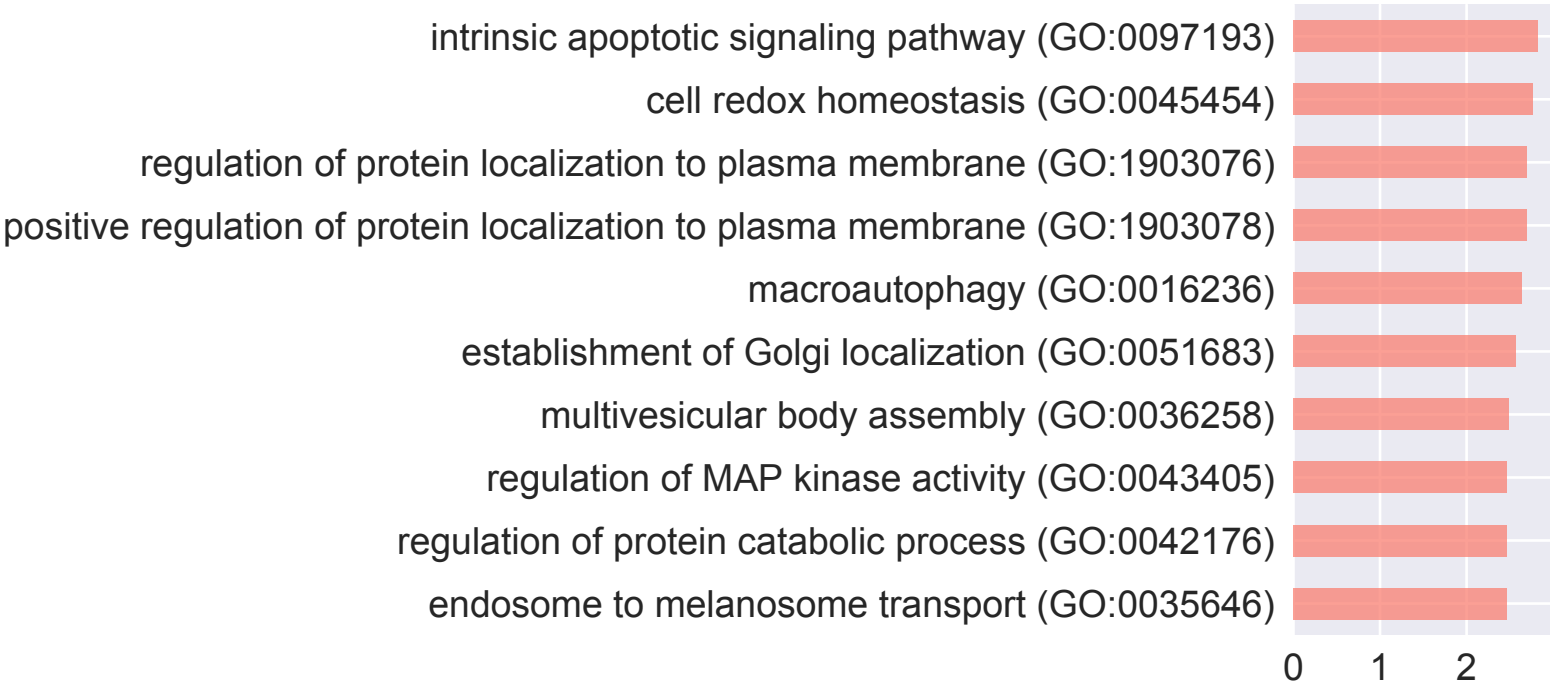 intrinsic apoptotic signaling pathway (GO:0097193)
cell redox homeostasis (GO:0045454)
regulation of protein localization to plasma membrane (GO:1903076)
positive regulation of protein localization to plasma membrane (GO:1903078)
macroautophagy (GO:0016236)
establishment of Golgi localization (GO:0051683)
multivesicular body assembly (GO:0036258)
regulation of MAP kinase activity (GO:0043405)
regulation of protein catabolic process (GO:0042176)
endosome to melanosome transport (GO:0035646)
0 1 2